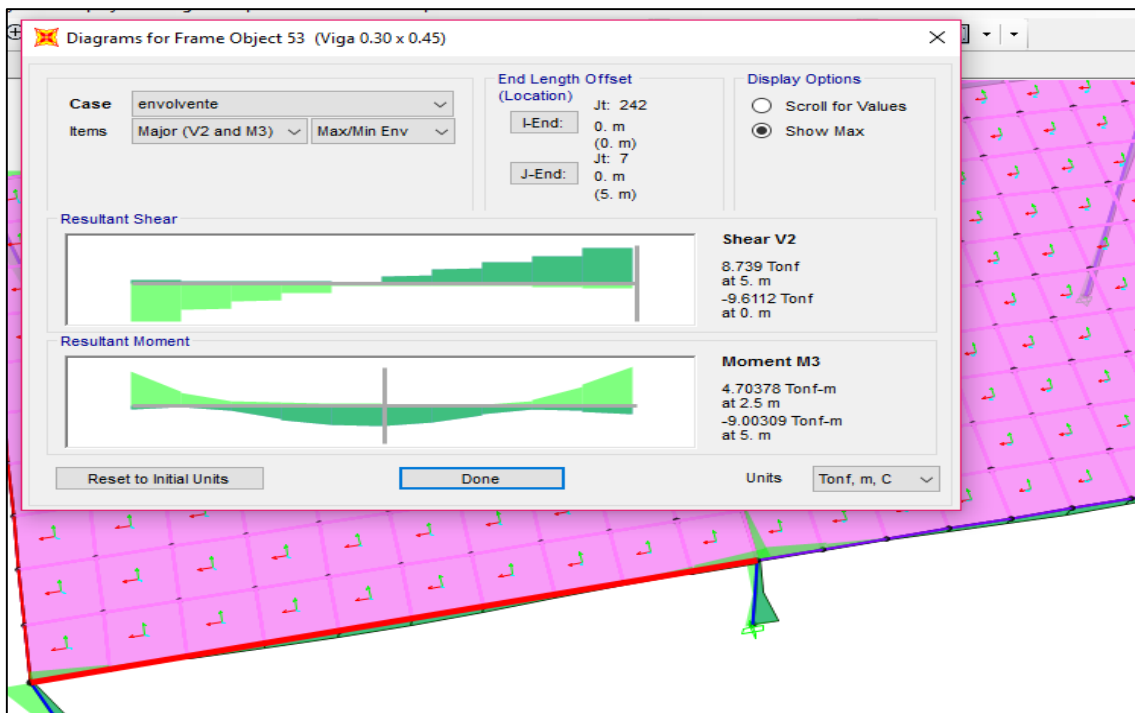 Diagrams for Frame Object 53 (Viga 0.30 x 0.45)
Case envolvente
Items Major (V2 and M3) Max/Min Env
End Length Offset
(Location)
Jt: 242
I-End: 0. m
(0. m)
Jt: 7
J-End: 0. m
(5. m)
Display Options
Scroll for Values
Show Max
Resultant Shear
Shear V2
8.739 Tonf
at 5. m
-9.6112 Tonf
at 0. m
Resultant Moment
Moment M3
4.70378 Tonf-m
at 2.5 m
-9.00309 Tonf-m
at 5. m
Reset to Initial Units
Done
Units Tonf, m, C